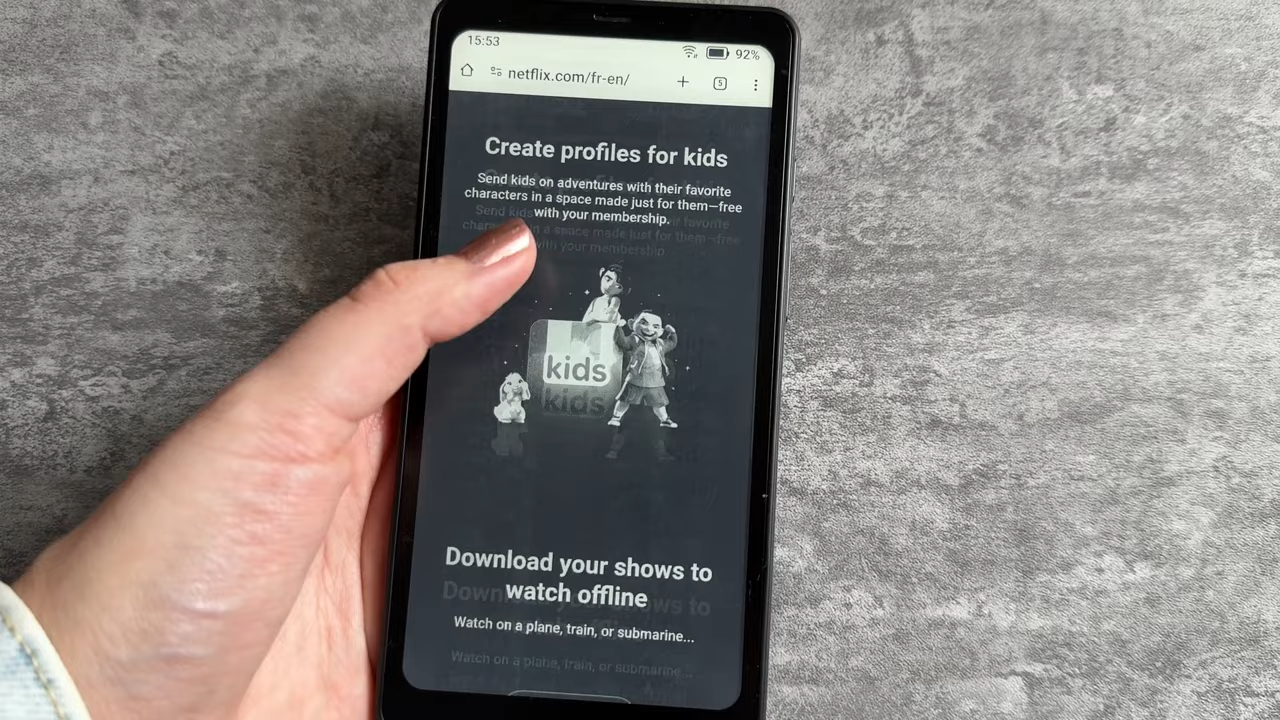 15:53
92%
netflix.com/fr-en/
5
Create profiles for kids
Send kids on adventures with their favorite
characters in a space made just for them—free
with your membership.
kids
Download your shows to
watch offline
Watch on a plane, train, or submarine...